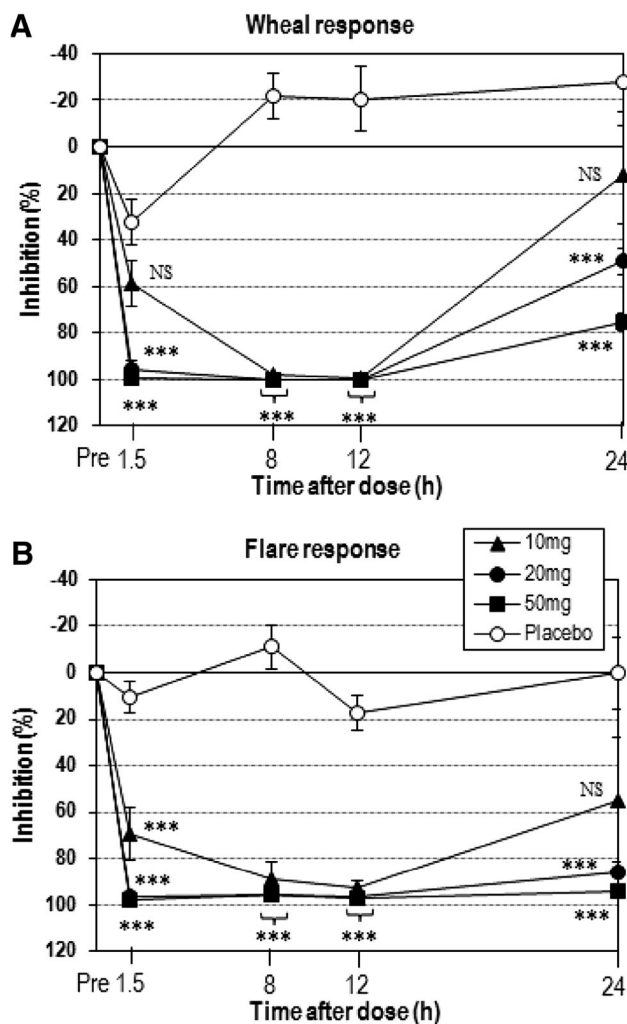 A
Wheal response
-40
-20
0
20
40
60
80
100
120
Inhibition (%)
NS
***
***
***
***
NS
***
***
Pre 1.5 8 12 24
Time after dose (h)
B
Flare response
10mg
20mg
50mg
Placebo
-40
-20
0
20
40
60
80
100
120
Inhibition (%)
***
***
***
***
***
NS
***
***
Pre 1.5 8 12 24
Time after dose (h)